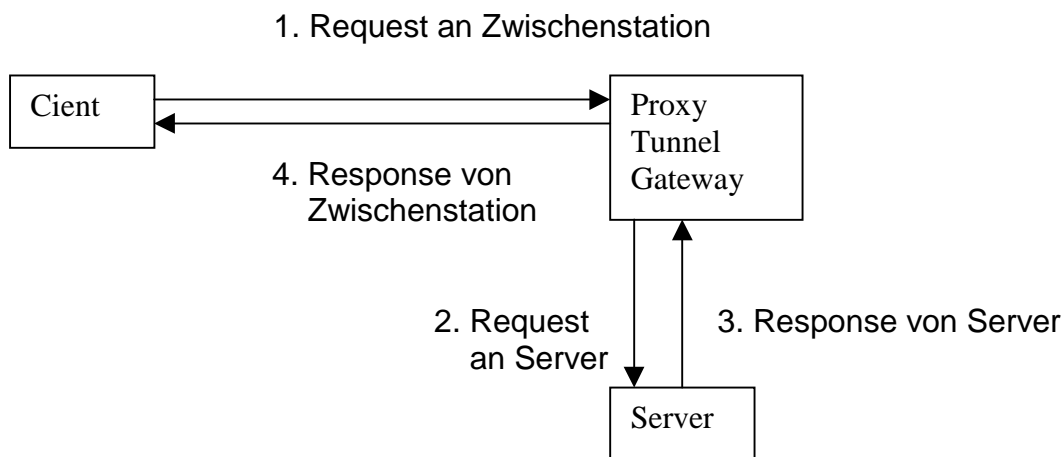 1. Request an Zwischenstation
Cient
Proxy
Tunnel
Gateway
4. Response von
Zwischenstation
2. Request
an Server
3. Response von Server
Server